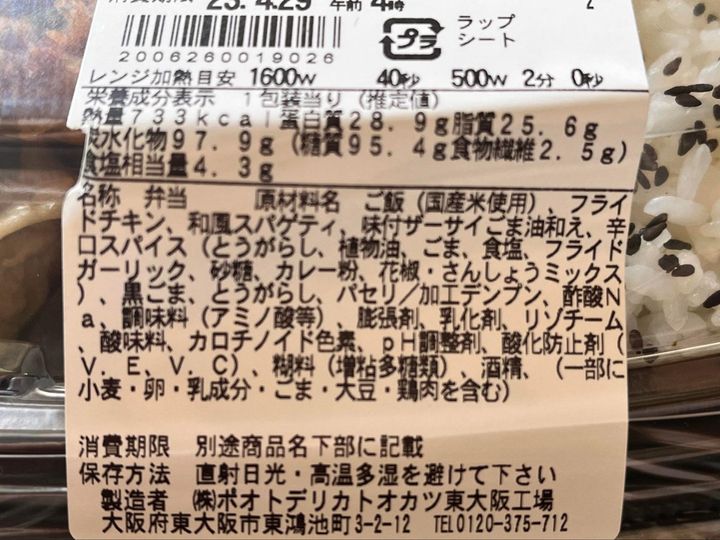 消費期限 23.4.29 午前 4時
2006260019026
プラ
ラップ
シート
レンジ加熱目安 1600W 40秒 500W 2分 0秒
栄養成分表示 1包装当り(推定値)
熱量733kcal蛋白質28.9g脂質25.6g
炭水化物97.9g(糖質95.4g食物繊維2.5g)
食塩相当量4.3g
名称 弁当 原材料名 ご飯(国産米使用)、フライ
ドチキン、和風スパゲティ、味付ザーサイごま油和え、辛
口スパイス(とうがらし、植物油、ごま、食塩、フライド
ガーリック、砂糖、カレー粉、花椒・さんしょうミックス
)、黒ごま、とうがらし、パセリ/加工デンプン、酢酸N
a、調味料(アミノ酸等)、膨張剤、乳化剤、リゾチーム
、酸味料、カロチノイド色素、pH調整剤、酸化防止剤(
V.E、V.C)、糊料(増粘多糖類)、酒精、(一部に
小麦・卵・乳成分・ごま・大豆・鶏肉を含む)
消費期限 別途商品名下部に記載
保存方法 直射日光・高温多湿を避けて下さい
製造者 ㈱ポオトデリカトオカツ東大阪工場
大阪府東大阪市東鴻池町3-2-12 TEL0120-375-712